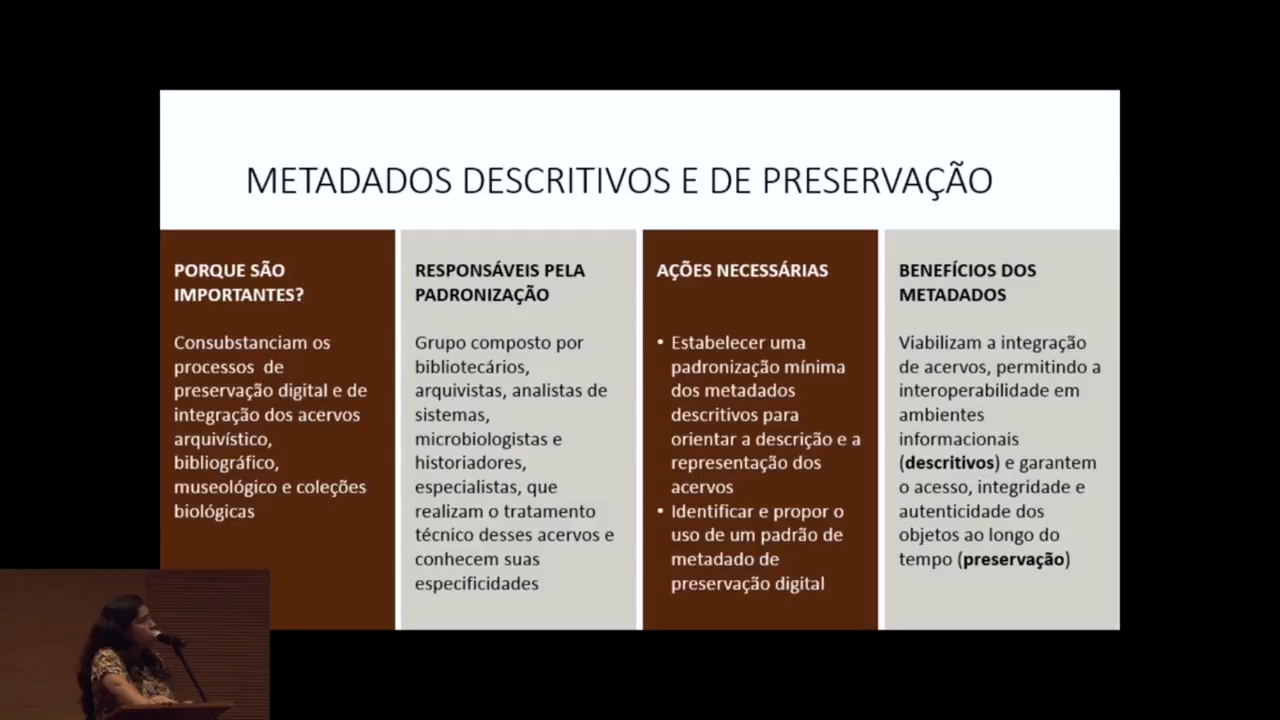 METADADOS DESCRITIVOS E DE PRESERVAÇÃO
PORQUE SÃO
IMPORTANTES?
Consubstanciam os
processos de
preservação digital e de
integração dos acervos
arquivístico,
bibliográfico,
museológico e coleções
biológicas
RESPONSÁVEIS PELA
PADRONIZAÇÃO
Grupo composto por
bibliotecários,
arquivistas, analistas de
sistemas,
microbiologistas e
historiadores,
especialistas, que
realizam o tratamento
técnico desses acervos e
conhecem suas
especificidades
AÇÕES NECESSÁRIAS
• Estabelecer uma
padronização mínima
dos metadados
descritivos para
orientar a descrição e a
representação dos
acervos
• Identificar e propor o
uso de um padrão de
metadado de
preservação digital
BENEFÍCIOS DOS
METADADOS
Viabilizam a integração
de acervos, permitindo a
interoperabilidade em
ambientes
informacionais
(descritivos) e garantem
o acesso, integridade e
autenticidade dos
objetos ao longo do
tempo (preservação)